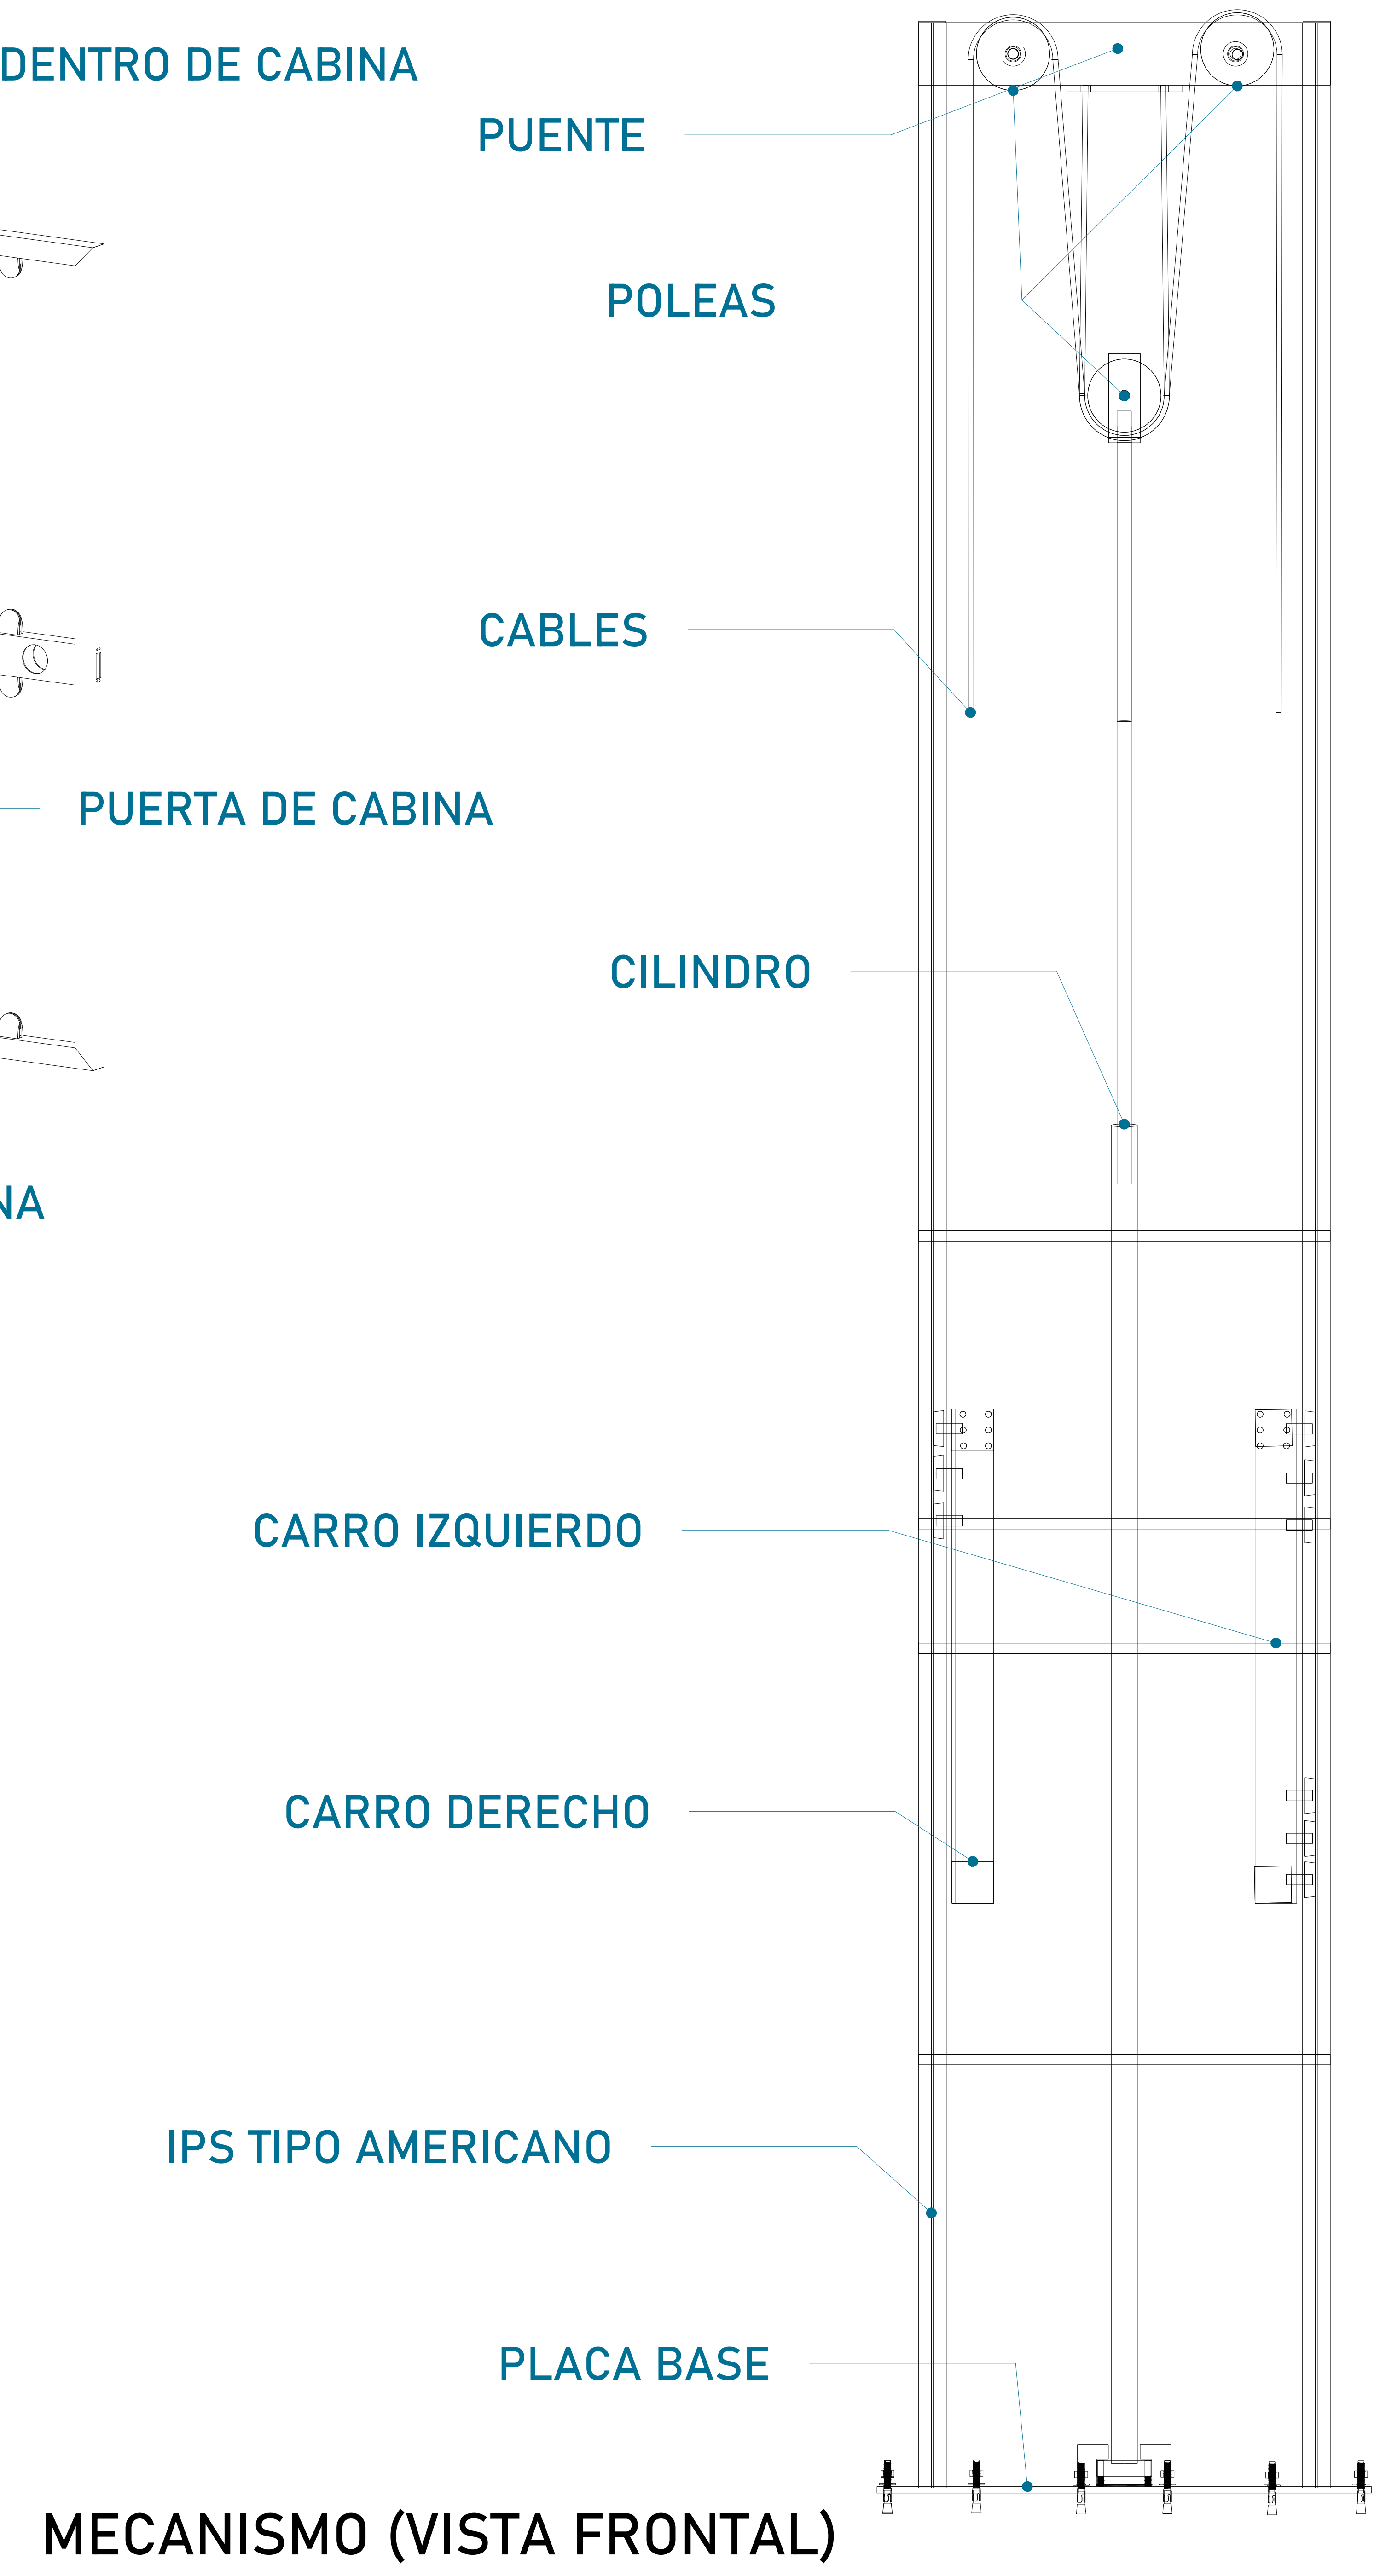 DENTRO DE CABINA
PUENTE
POLEAS
CABLES
PUERTA DE CABINA
CILINDRO
NA
CARRO IZQUIERDO
CARRO DERECHO
IPS TIPO AMERICANO
PLACA BASE
MECANISMO (VISTA FRONTAL)